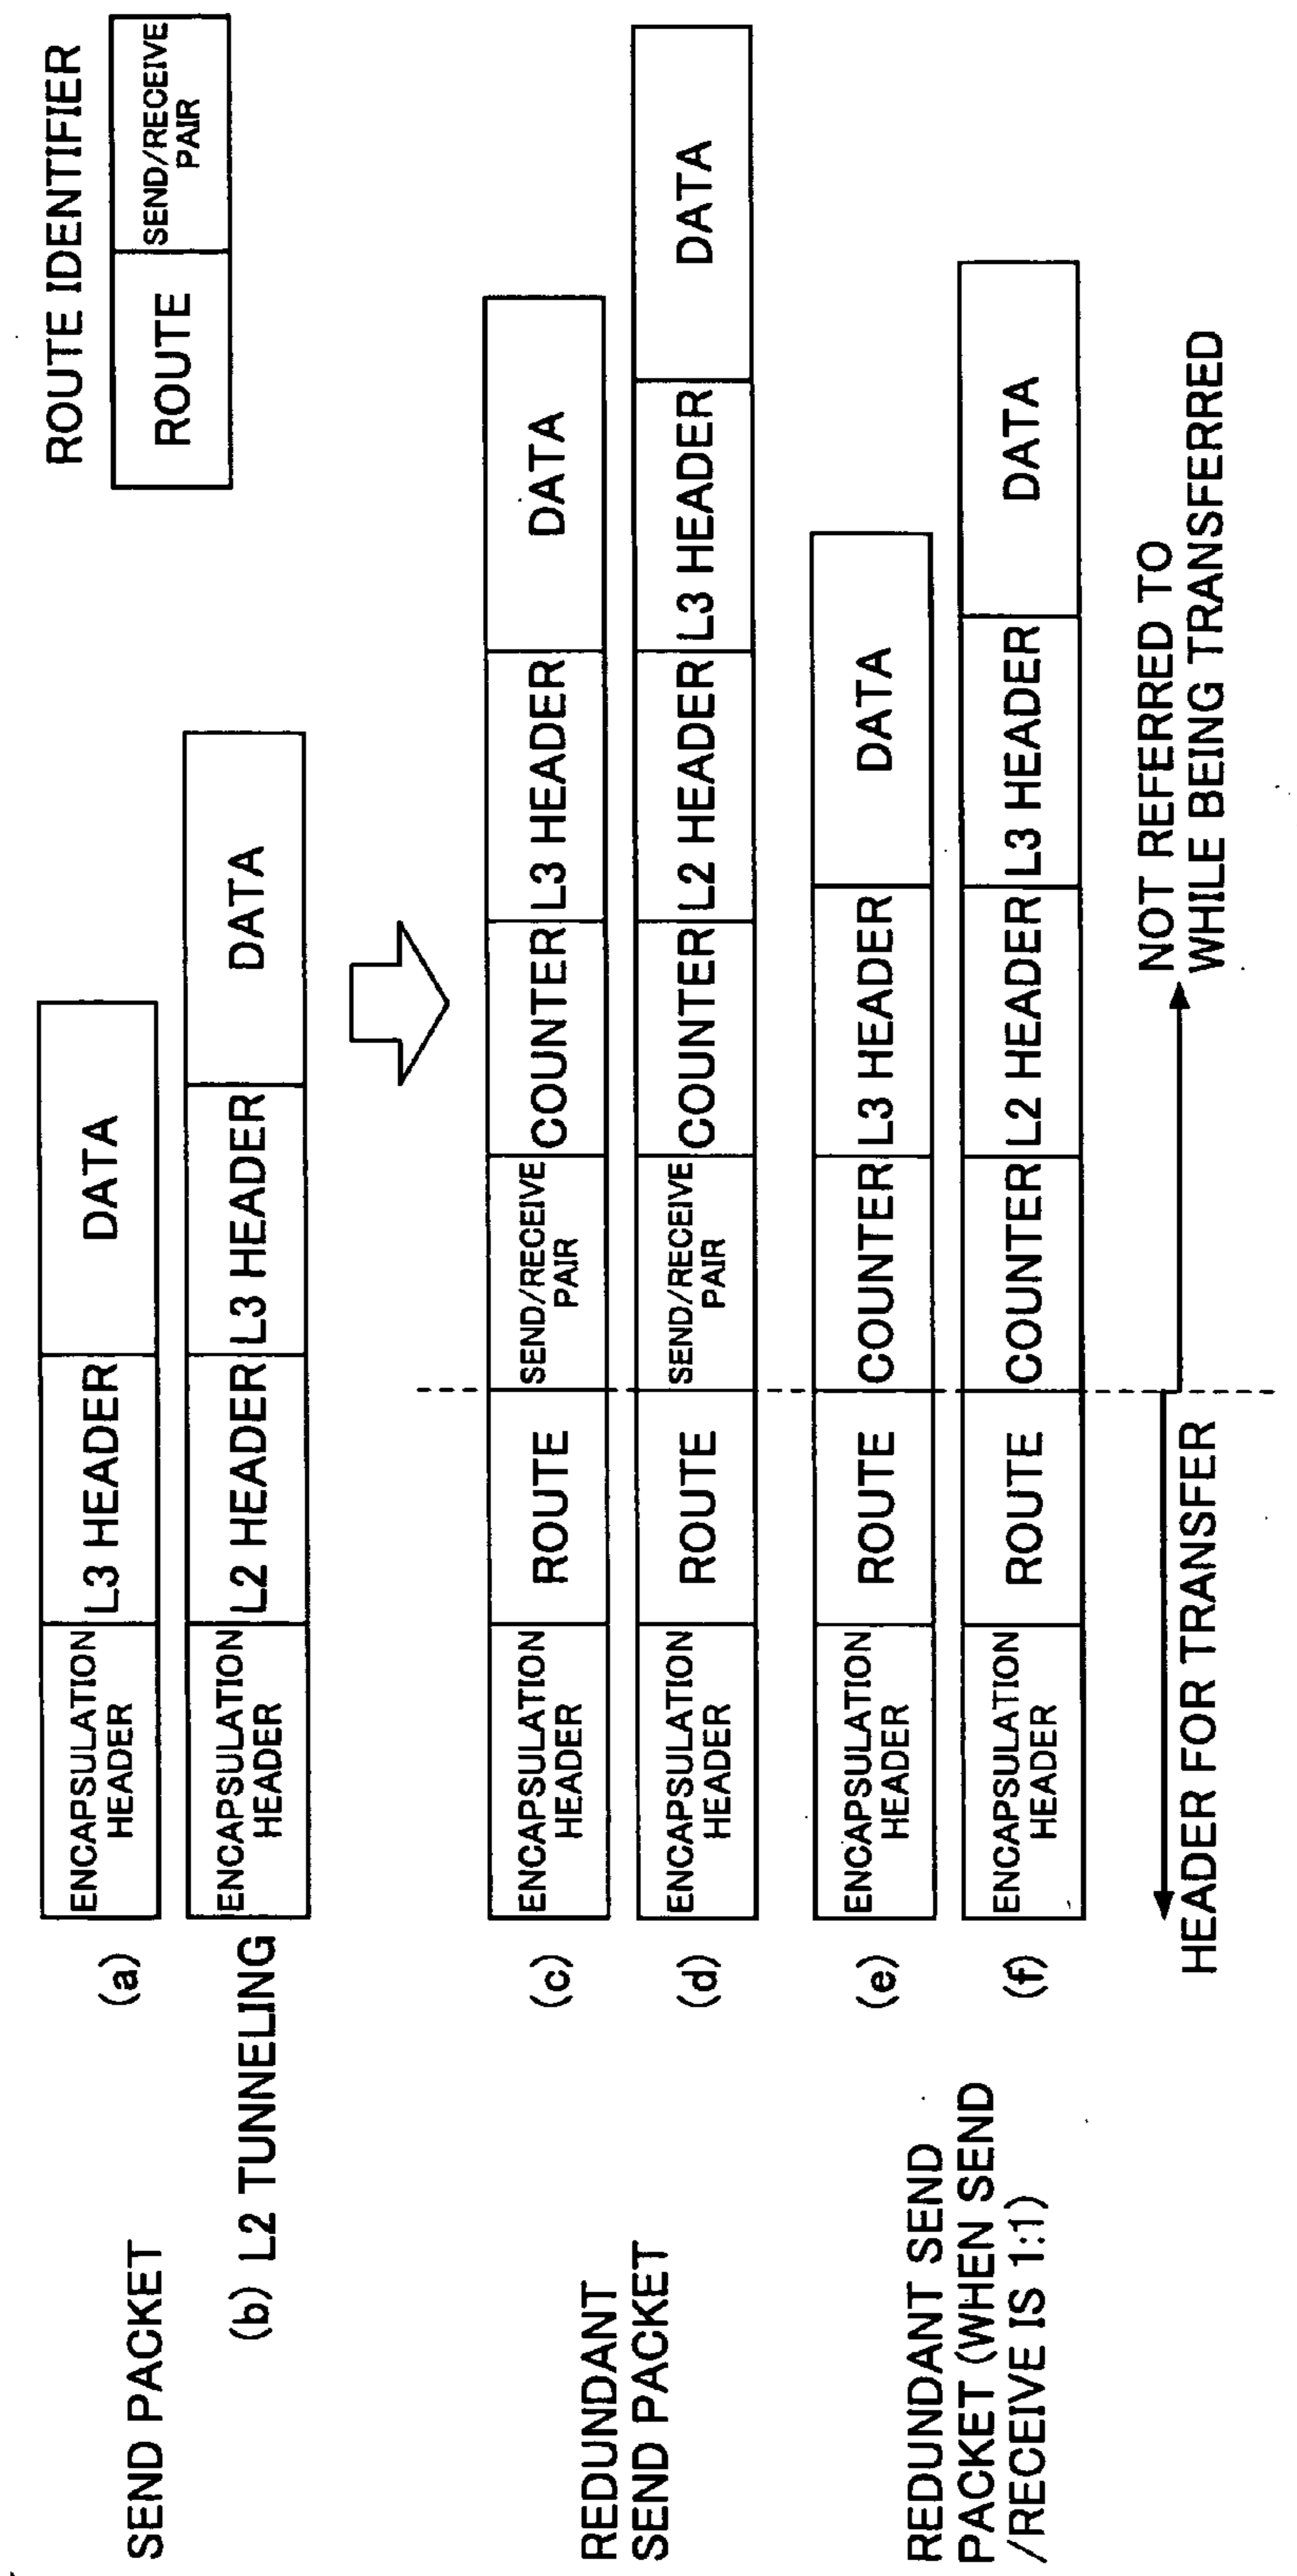 ROUTE IDENTIFIER
ROUTE
SEND/RECEIVE
PAIR
SEND PACKET
(a)
ENCAPSULATION
HEADER
L3 HEADER
DATA
(b) L2 TUNNELING
ENCAPSULATION
HEADER
L2 HEADER
L3 HEADER
DATA
REDUNDANT
SEND PACKET
(c)
ENCAPSULATION
HEADER
ROUTE
SEND/RECEIVE
PAIR
COUNTER
L3 HEADER
DATA
(d)
ENCAPSULATION
HEADER
ROUTE
SEND/RECEIVE
PAIR
COUNTER
L2 HEADER
L3 HEADER
DATA
REDUNDANT SEND
PACKET (WHEN SEND
/RECEIVE IS 1:1)
(e)
ENCAPSULATION
HEADER
ROUTE
COUNTER
L3 HEADER
DATA
(f)
ENCAPSULATION
HEADER
ROUTE
COUNTER
L2 HEADER
L3 HEADER
DATA
HEADER FOR TRANSFER
NOT REFERRED TO
WHILE BEING TRANSFERRED